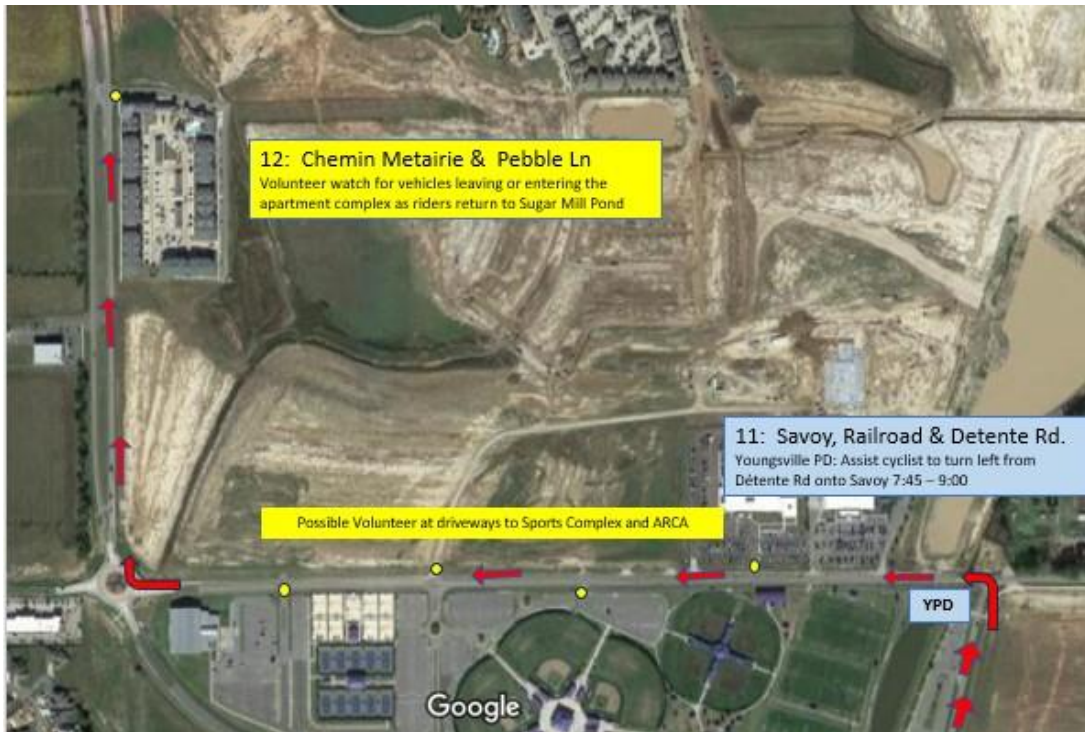 12: Chemin Metairie & Pebble Ln
Volunteer watch for vehicles leaving or entering the
apartment complex as riders return to Sugar Mill Pond
11: Savoy, Railroad & Detente Rd.
Youngsville PD: Assist cyclist to turn left from
Détente Rd onto Savoy 7:45 – 9:00
Possible Volunteer at driveways to Sports Complex and ARCA
YPD
Google